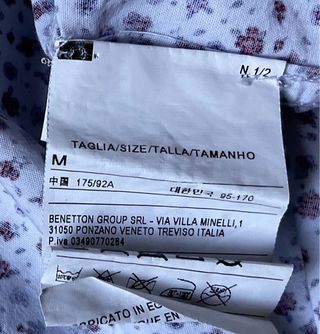 N. 1/2
TAGLIA/SIZE/TALLA/TAMANHO
M
中国 175/92A 대한민국 95-170
BENETTON GROUP SRL - VIA VILLA MINELLI,1
31050 PONZANO VENETO TREVISO ITALIA
P.iva 03490770284